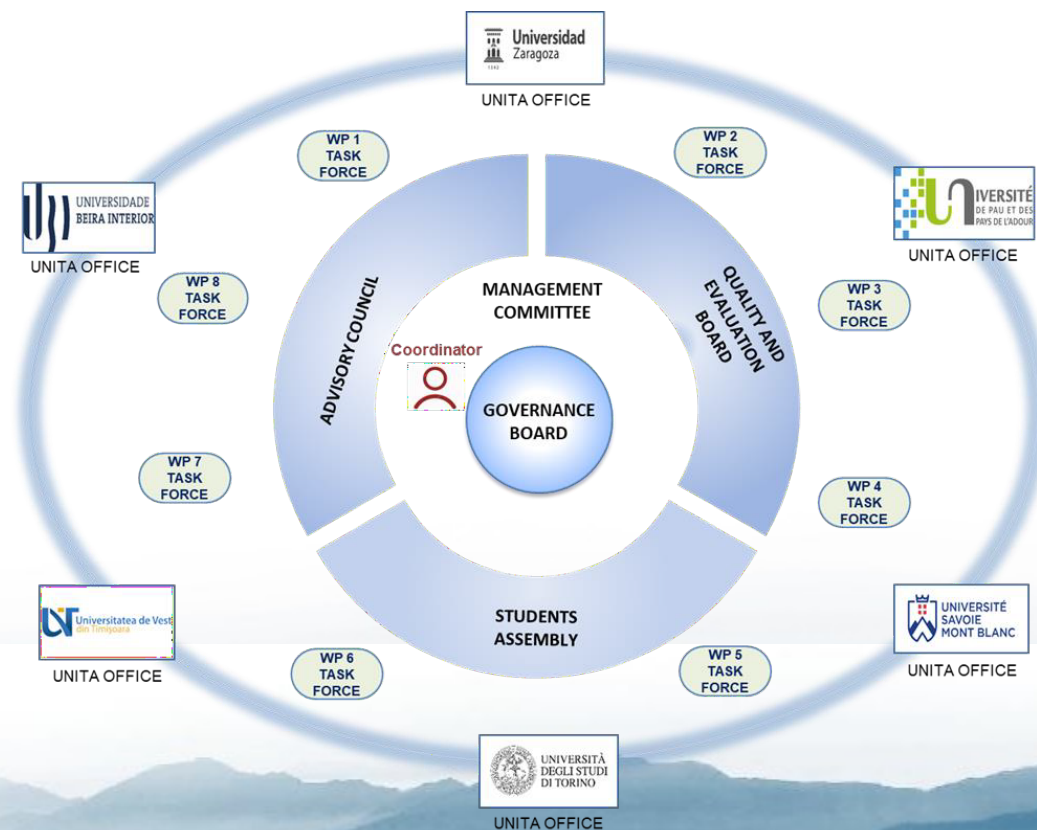 Universidad
Zaragoza
1542
UNITA OFFICE
WP 1
TASK
FORCE
WP 2
TASK
FORCE
UNIVERSIDADE
BEIRA INTERIOR
UNITA OFFICE
UNIVERSITÉ
DE PAU ET DES
PAYS DE L'ADOUR
UNITA OFFICE
WP 8
TASK
FORCE
WP 3
TASK
FORCE
ADVISORY COUNCIL
MANAGEMENT
COMMITTEE
QUALITY AND
EVALUATION
BOARD
Coordinator
GOVERNANCE
BOARD
WP 7
TASK
FORCE
WP 4
TASK
FORCE
UVT Universitatea de Vest
din Timișoara
UNITA OFFICE
STUDENTS
ASSEMBLY
UNIVERSITÉ
SAVOIE
MONT BLANC
UNITA OFFICE
WP 6
TASK
FORCE
WP 5
TASK
FORCE
UNIVERSITÀ
DEGLI STUDI
DI TORINO
UNITA OFFICE